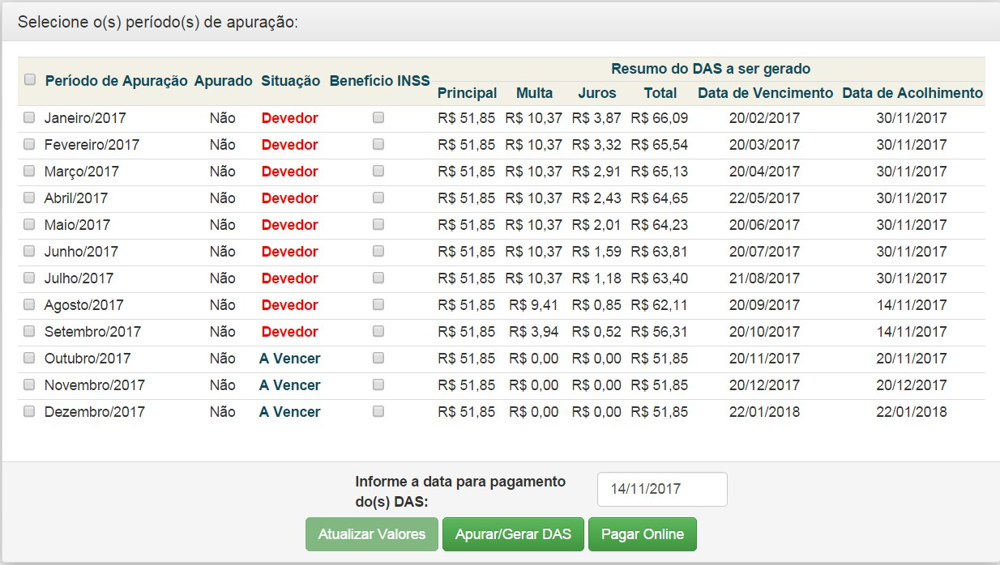 Selecione o(s) período(s) de apuração:
Resumo do DAS a ser gerado
Período de Apuração Apurado Situação Benefício INSS
Principal Multa Juros Total Data de Vencimento Data de Acolhimento
Janeiro/2017 Não Devedor R$ 51,85 R$ 10,37 R$ 3,87 R$ 66,09 20/02/2017 30/11/2017
Fevereiro/2017 Não Devedor R$ 51,85 R$ 10,37 R$ 3,32 R$ 65,54 20/03/2017 30/11/2017
Março/2017 Não Devedor R$ 51,85 R$ 10,37 R$ 2,91 R$ 65,13 20/04/2017 30/11/2017
Abril/2017 Não Devedor R$ 51,85 R$ 10,37 R$ 2,43 R$ 64,65 22/05/2017 30/11/2017
Maio/2017 Não Devedor R$ 51,85 R$ 10,37 R$ 2,01 R$ 64,23 20/06/2017 30/11/2017
Junho/2017 Não Devedor R$ 51,85 R$ 10,37 R$ 1,59 R$ 63,81 20/07/2017 30/11/2017
Julho/2017 Não Devedor R$ 51,85 R$ 10,37 R$ 1,18 R$ 63,40 21/08/2017 30/11/2017
Agosto/2017 Não Devedor R$ 51,85 R$ 9,41 R$ 0,85 R$ 62,11 20/09/2017 14/11/2017
Setembro/2017 Não Devedor R$ 51,85 R$ 3,94 R$ 0,52 R$ 56,31 20/10/2017 14/11/2017
Outubro/2017 Não A Vencer R$ 51,85 R$ 0,00 R$ 0,00 R$ 51,85 20/11/2017 20/11/2017
Novembro/2017 Não A Vencer R$ 51,85 R$ 0,00 R$ 0,00 R$ 51,85 20/12/2017 20/12/2017
Dezembro/2017 Não A Vencer R$ 51,85 R$ 0,00 R$ 0,00 R$ 51,85 22/01/2018 22/01/2018
Informe a data para pagamento
do(s) DAS:
14/11/2017
Atualizar Valores Apurar/Gerar DAS Pagar Online